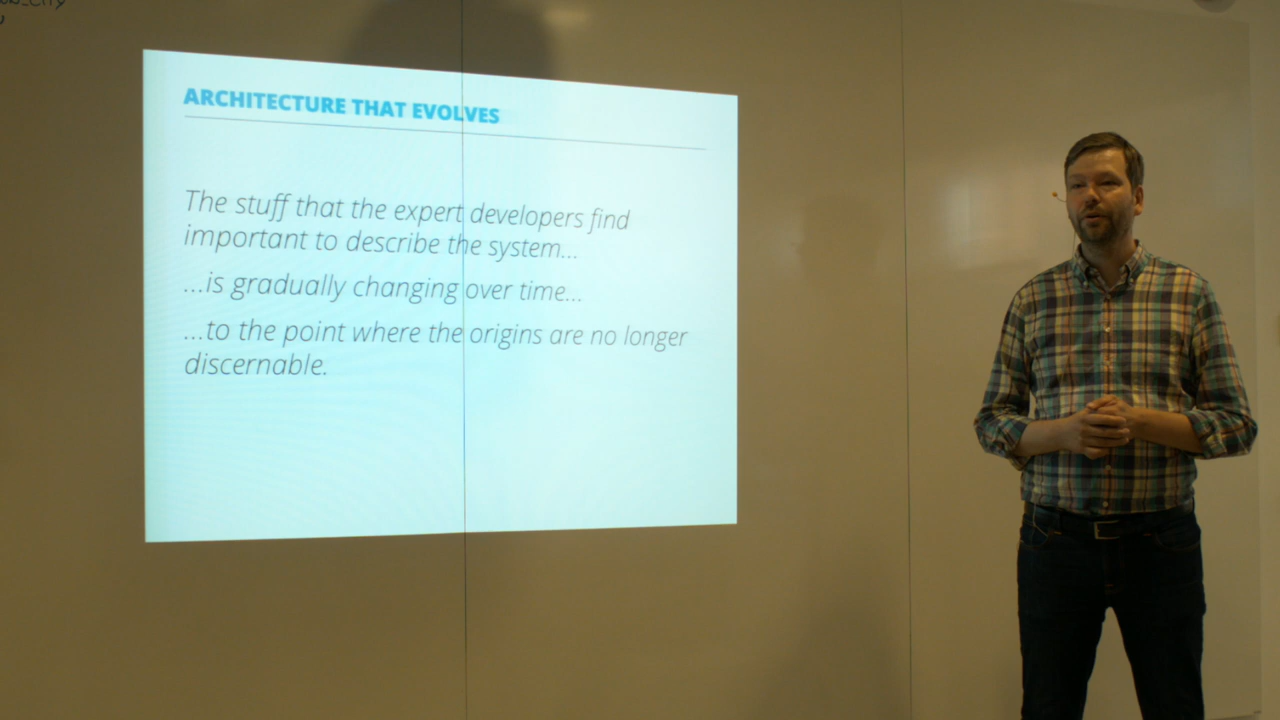 ARCHITECTURE THAT EVOLVES
The stuff that the expert developers find
important to describe the system...
...is gradually changing over time...
...to the point where the origins are no longer
discernable.